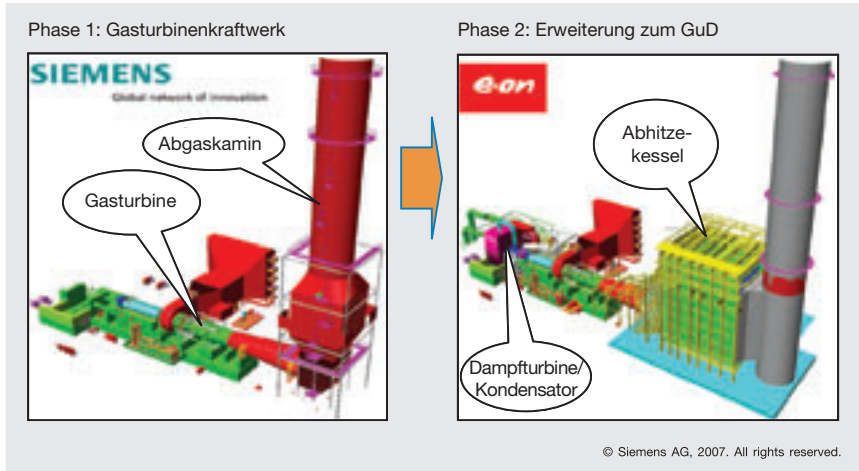 Phase 1: Gasturbinenkraftwerk
SIEMENS
Global network of innovation
Abgaskamin
Gasturbine
Phase 2: Erweiterung zum GuD
e·on
Abhitze-
kessel
Dampfturbine/
Kondensator
© Siemens AG, 2007. All rights reserved.